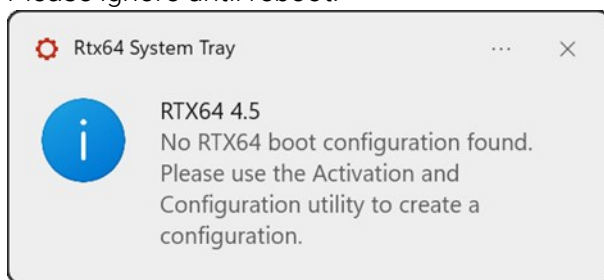 Please ignore until reboot.
Rtx64 System Tray
RTX64 4.5
No RTX64 boot configuration found.
Please use the Activation and
Configuration utility to create a
configuration.